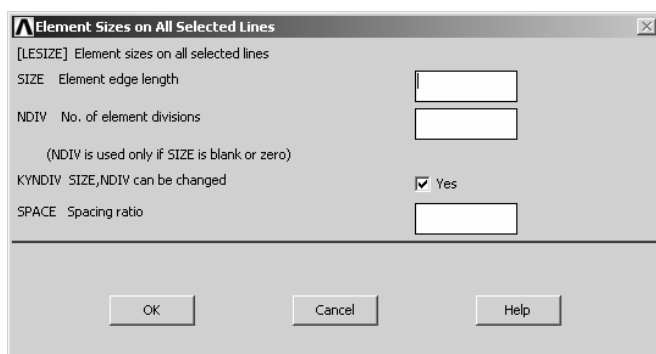 Element Sizes on All Selected Lines
[LESIZE] Element sizes on all selected lines
SIZE Element edge length
NDIV No. of element divisions
(NDIV is used only if SIZE is blank or zero)
KYNDIV SIZE,NDIV can be changed
Yes
SPACE Spacing ratio
OK Cancel Help